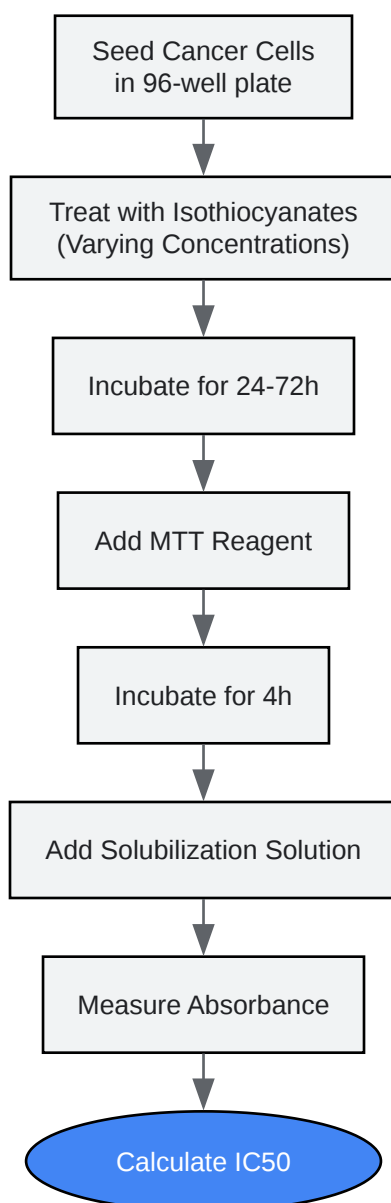 Seed Cancer Cells
in 96-well plate
Treat with Isothiocyanates
(Varying Concentrations)
Incubate for 24-72h
Add MTT Reagent
Incubate for 4h
Add Solubilization Solution
Measure Absorbance
Calculate IC50